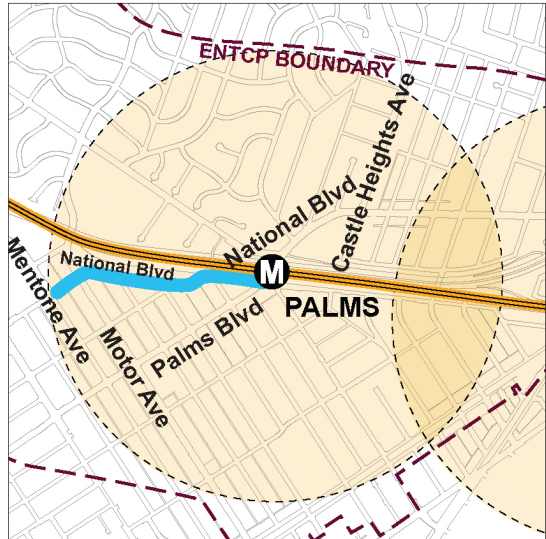 ENTCP BOUNDARY
Castle Heights Ave
National Blvd
National Blvd
M
PALMS
Mentone Ave
Motor Ave
Palms Blvd